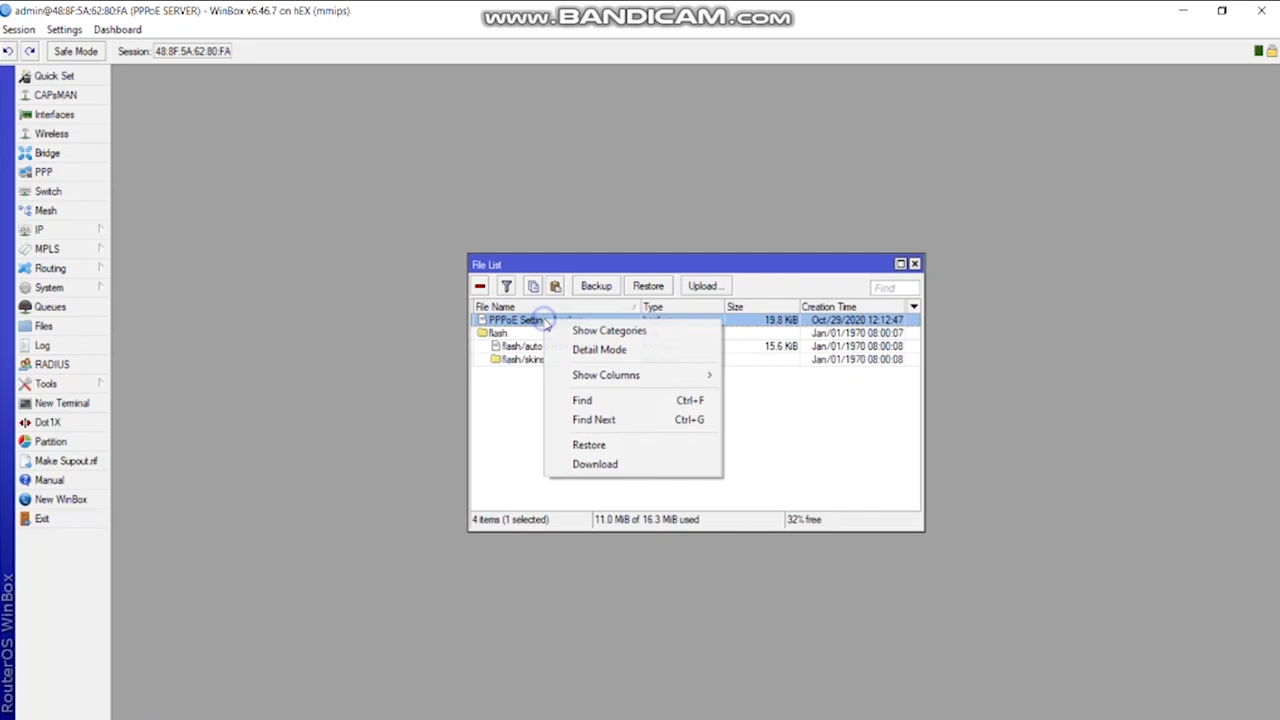 admin@48:8F:5A:62:80:FA (PPPoE SERVER) - WinBox v6.46.7 on hEX (mmips)
www.BANDICAM.com
Session Settings Dashboard
Safe Mode Session: 48:8F:5A:62:80:FA
Quick Set
CAPsMAN
Interfaces
Wireless
Bridge
PPP
Switch
Mesh
IP
MPLS
Routing
System
Queues
Files
Log
RADIUS
Tools
New Terminal
Dot1X
Partition
Make Supout.rif
Manual
New WinBox
Exit
RouterOS WinBox
File List
Backup Restore Upload... Find
File Name Type Size Creation Time
PPPoE Setting 19.8 KiB Oct/29/2020 12:12:47
flash Jan/01/1970 08:00:07
flash/auto 15.6 KiB Jan/01/1970 08:00:08
flash/skins Jan/01/1970 08:00:08
Show Categories
Detail Mode
Show Columns
Find Ctrl+F
Find Next Ctrl+G
Restore
Download
4 items (1 selected) 11.0 MiB of 16.3 MiB used 32% free